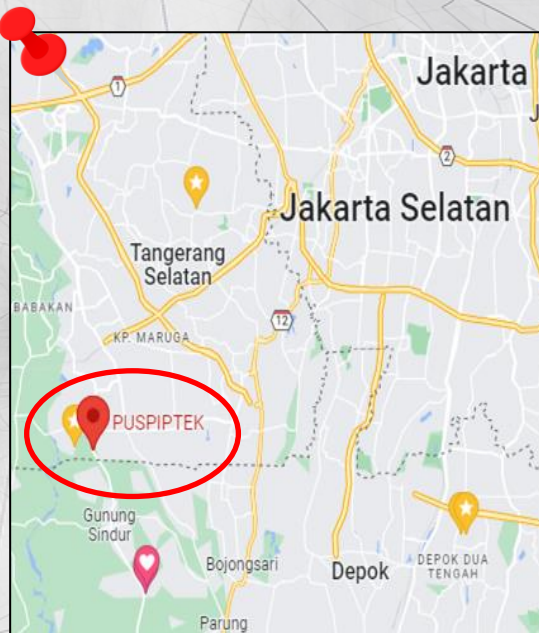 1
Jakarta
J
2
Jakarta Selatan
Tangerang
Selatan
BABAKAN
12
KP. MARUGA
PUSPIPTEK
Gunung
Sindur
Bojongsari
Depok
DEPOK DUA
TENGAH
Parung